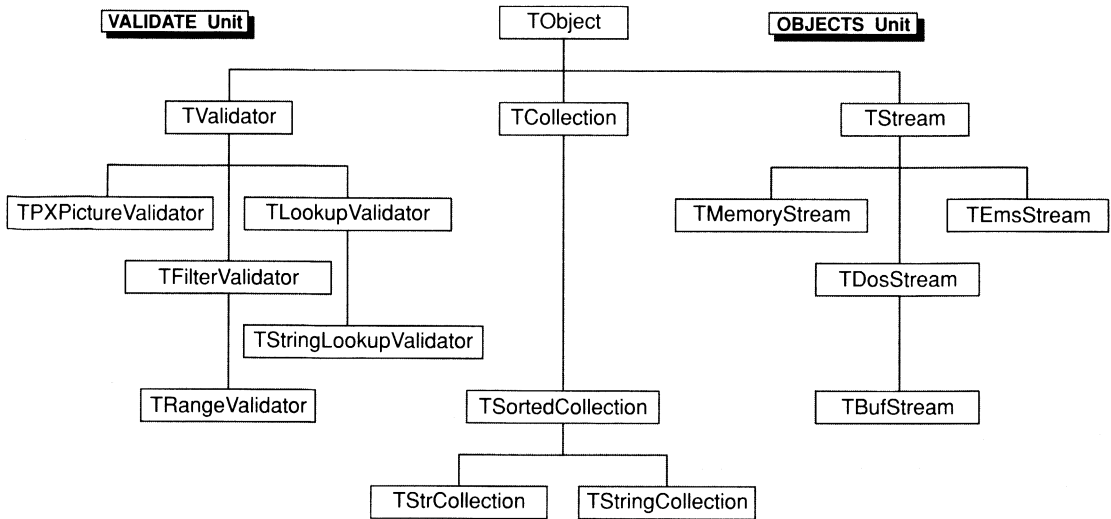 VALIDATE Unit
TObject
OBJECTS Unit
TValidator
TCollection
TStream
TPXPictureValidator
TLookupValidator
TMemoryStream
TEmsStream
TFilterValidator
TDosStream
TStringLookupValidator
TRangeValidator
TSortedCollection
TBufStream
TStrCollection
TStringCollection